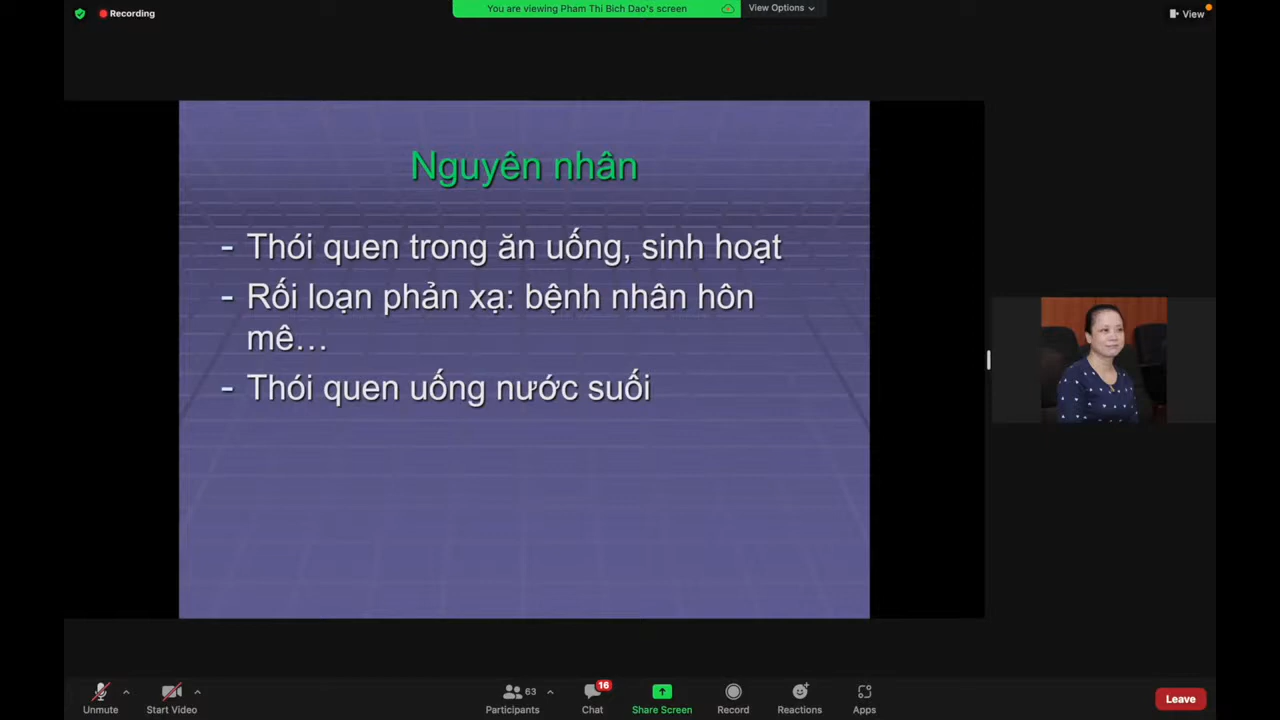 Recording
You are viewing Pham Thi Bich Dao's screen
View Options
View
Nguyên nhân
- Thói quen trong ăn uống, sinh hoạt
- Rối loạn phản xạ: bệnh nhân hôn
mê...
- Thói quen uống nước suối
Unmute
Start Video
63
Participants
16
Chat
Share Screen
Record
Reactions
Apps
Leave